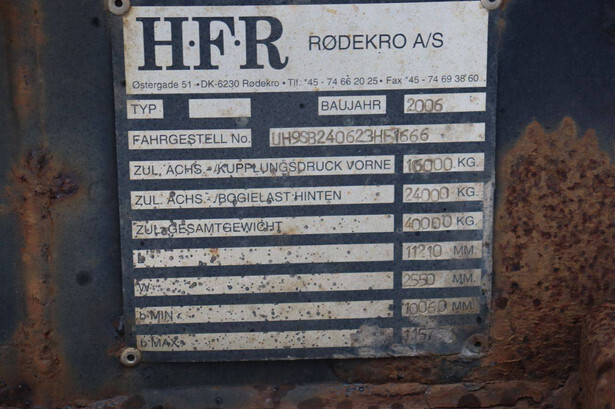 H·F·R RØDEKRO A/S
Østergade 51 • DK-6230 Rødekro • Tlf. *45 - 74 66 20 25 • Fax *45 - 74 69 38 60
TYP BAUJAHR 2006
FAHRGESTELL No.
ZUL. ACHS.-/KUPPLUNGSDRUCK VORNE 16000 KG.
ZUL. ACHS.-/BOGIELAST HINTEN 24000 KG.
ZUL. GESAMTGEWICHT 40000 KG.
L 11210 MM.
W 2550 MM.
b MIN 10060 MM.
b MAX